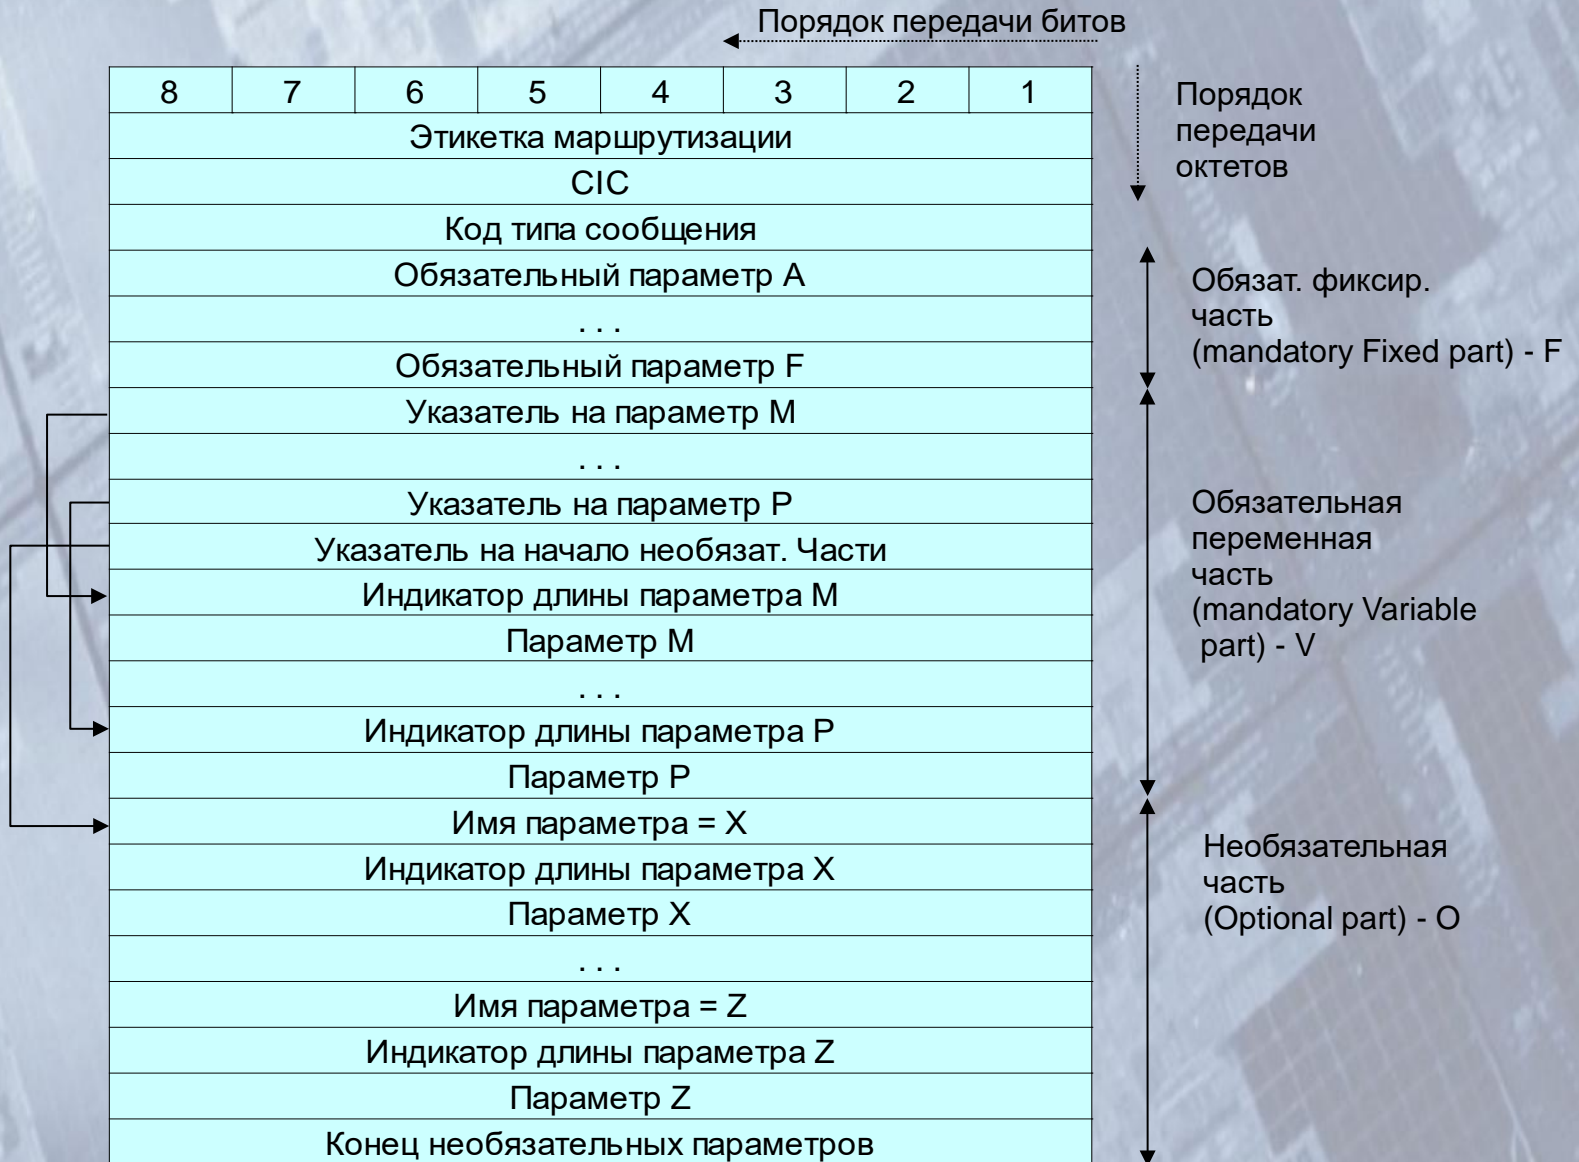 Порядок передачи битов
8 7 6 5 4 3 2 1
Этикетка маршрутизации
CIC
Код типа сообщения
Обязательный параметр A
. . .
Обязательный параметр F
Указатель на параметр M
. . .
Указатель на параметр P
Указатель на начало необязат. Части
Индикатор длины параметра M
Параметр M
. . .
Индикатор длины параметра P
Параметр P
Имя параметра = X
Индикатор длины параметра X
Параметр X
. . .
Имя параметра = Z
Индикатор длины параметра Z
Параметр Z
Конец необязательных параметров
Порядок
передачи
октетов
Обязат. фиксир.
часть
(mandatory Fixed part) - F
Обязательная
переменная
часть
(mandatory Variable
part) - V
Необязательная
часть
(Optional part) - O